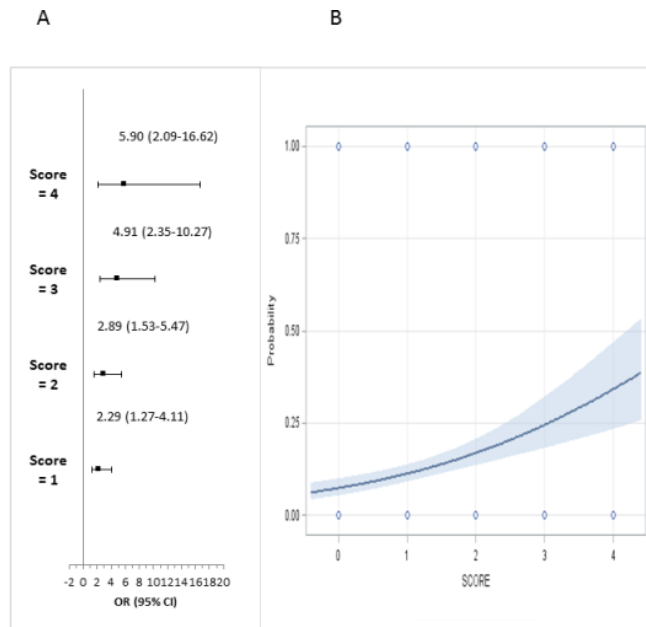 A
B
5.90 (2.09-16.62)
Score
= 4
4.91 (2.35-10.27)
Score
= 3
2.89 (1.53-5.47)
Score
= 2
2.29 (1.27-4.11)
Score
= 1
-2 0 2 4 6 8 101214161820
OR (95% CI)
Probability
1.00
0.75
0.50
0.25
0.00
0 1 2 3 4
SCORE